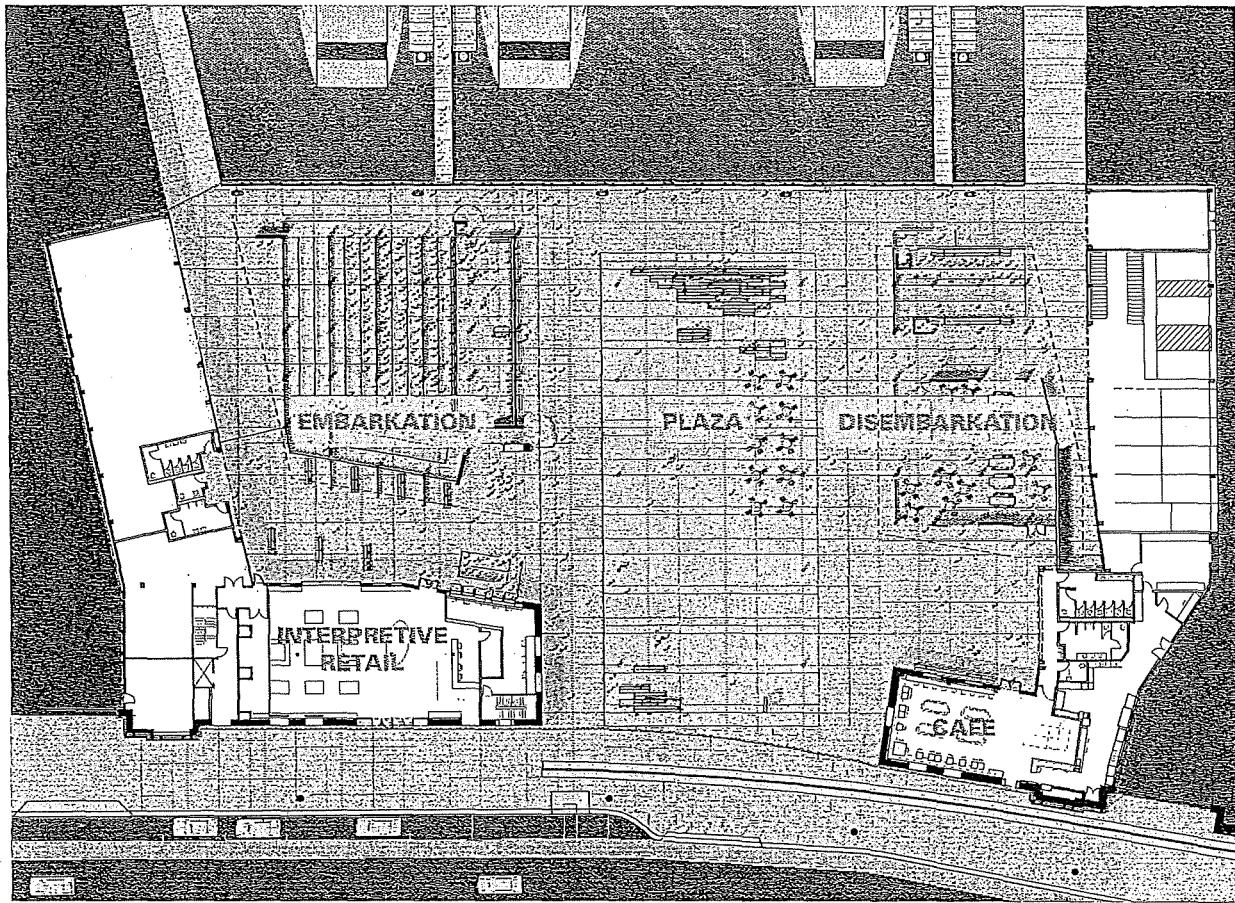 EMBARKATION
PLAZA
DISEMBARKATION
INTERPRETIVE
RETAIL
CAFE